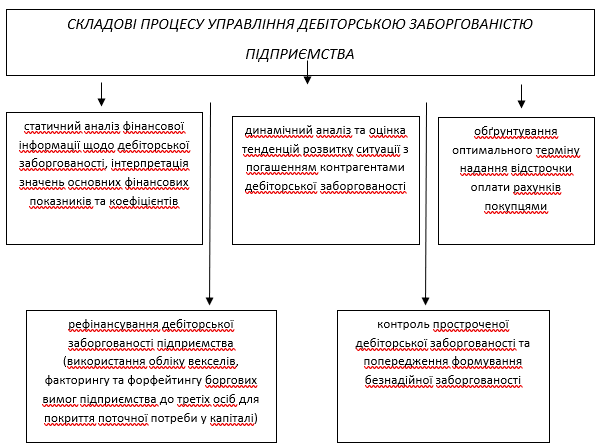 СКЛАДОВІ ПРОЦЕСУ УПРАВЛІННЯ ДЕБІТОРСЬКОЮ ЗАБОРГОВАНІСТЮ
ПІДПРИЄМСТВА
статичний аналіз фінансової
інформації щодо дебіторської
заборгованості, інтерпретація
значень основних фінансових
показників та коефіцієнтів
динамічний аналіз та оцінка
тенденцій розвитку ситуації з
погашенням контрагентами
дебіторської заборгованості
обґрунтування
оптимального терміну
надання відстрочки
оплати рахунків
покупцями
рефінансування дебіторської
заборгованості підприємства
(використання обліку векселів,
факторингу та форфейтингу боргових
вимог підприємства до третіх осіб для
покриття поточної потреби у капіталі)
контроль простроченої
дебіторської заборгованості та
попередження формування
безнадійної заборгованості